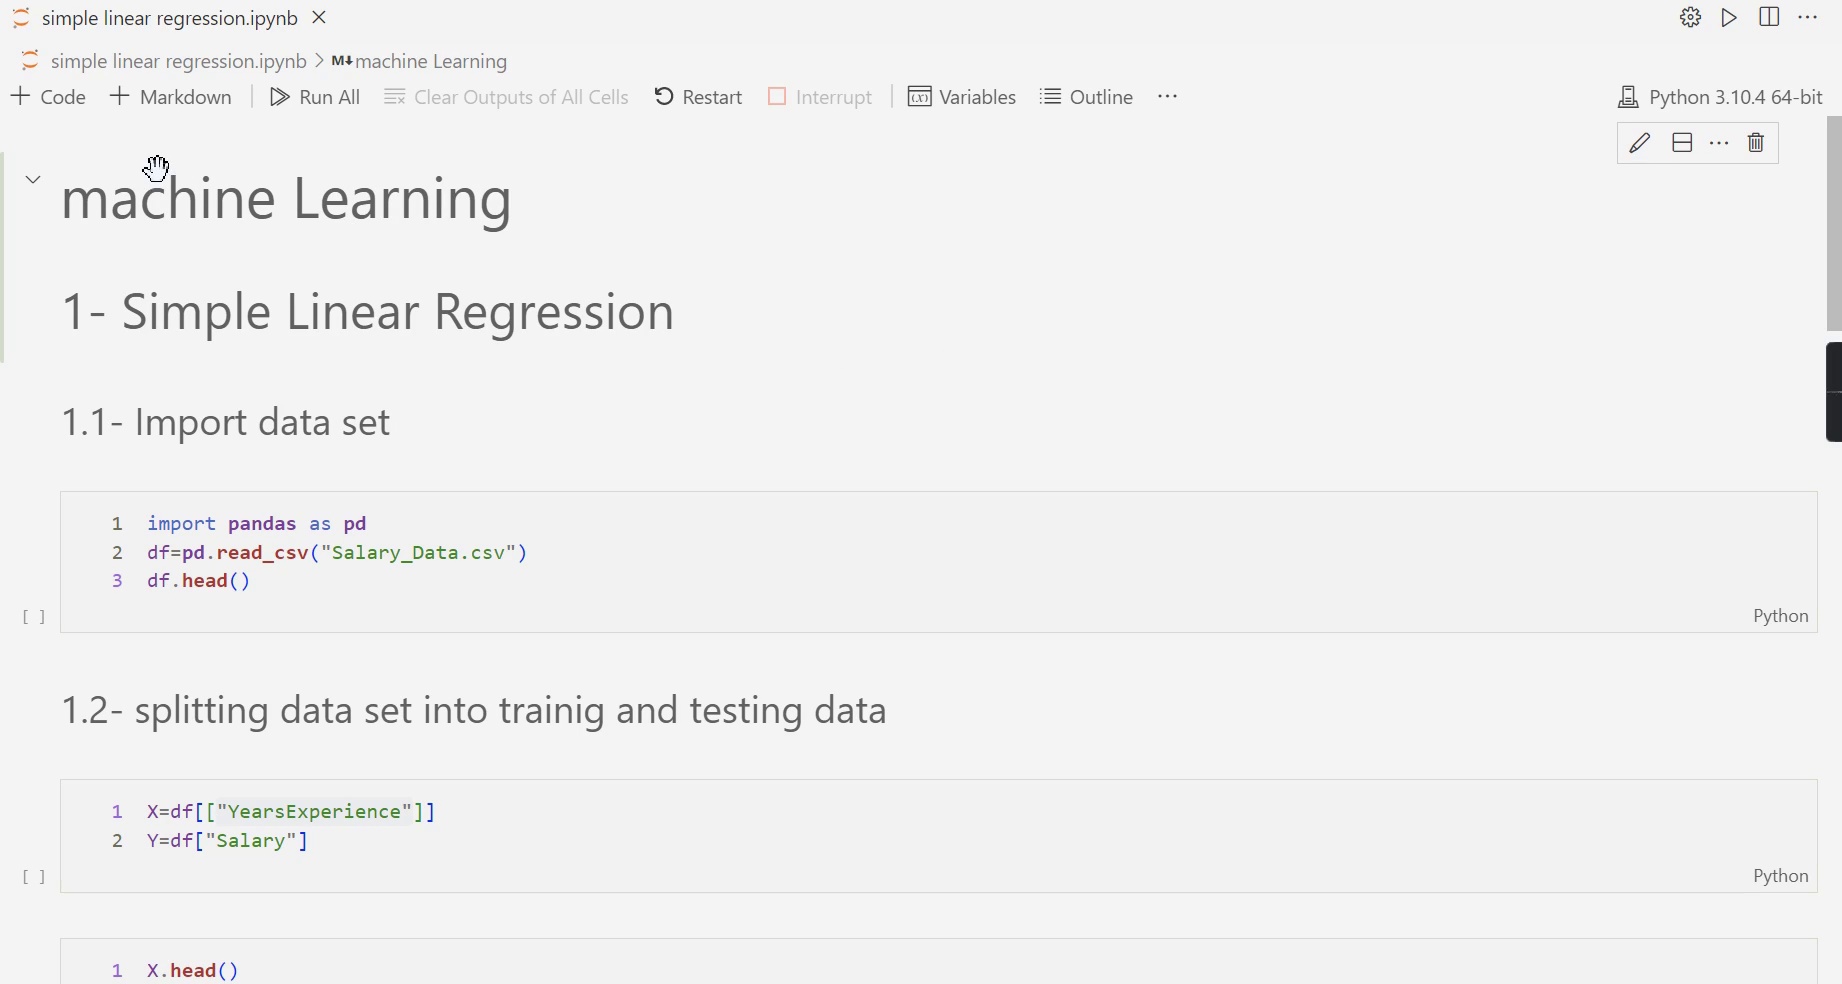 simple linear regression.ipynb
simple linear regression.ipynb > M↓machine Learning
+ Code + Markdown Run All Clear Outputs of All Cells Restart Interrupt Variables Outline ... Python 3.10.4 64-bit
machine Learning
1- Simple Linear Regression
1.1- Import data set
1 import pandas as pd
2 df=pd.read_csv("Salary_Data.csv")
3 df.head()
[ ]
Python
1.2- splitting data set into trainig and testing data
1 X=df[["YearsExperience"]]
2 Y=df["Salary"]
[ ]
Python
1 X.head()